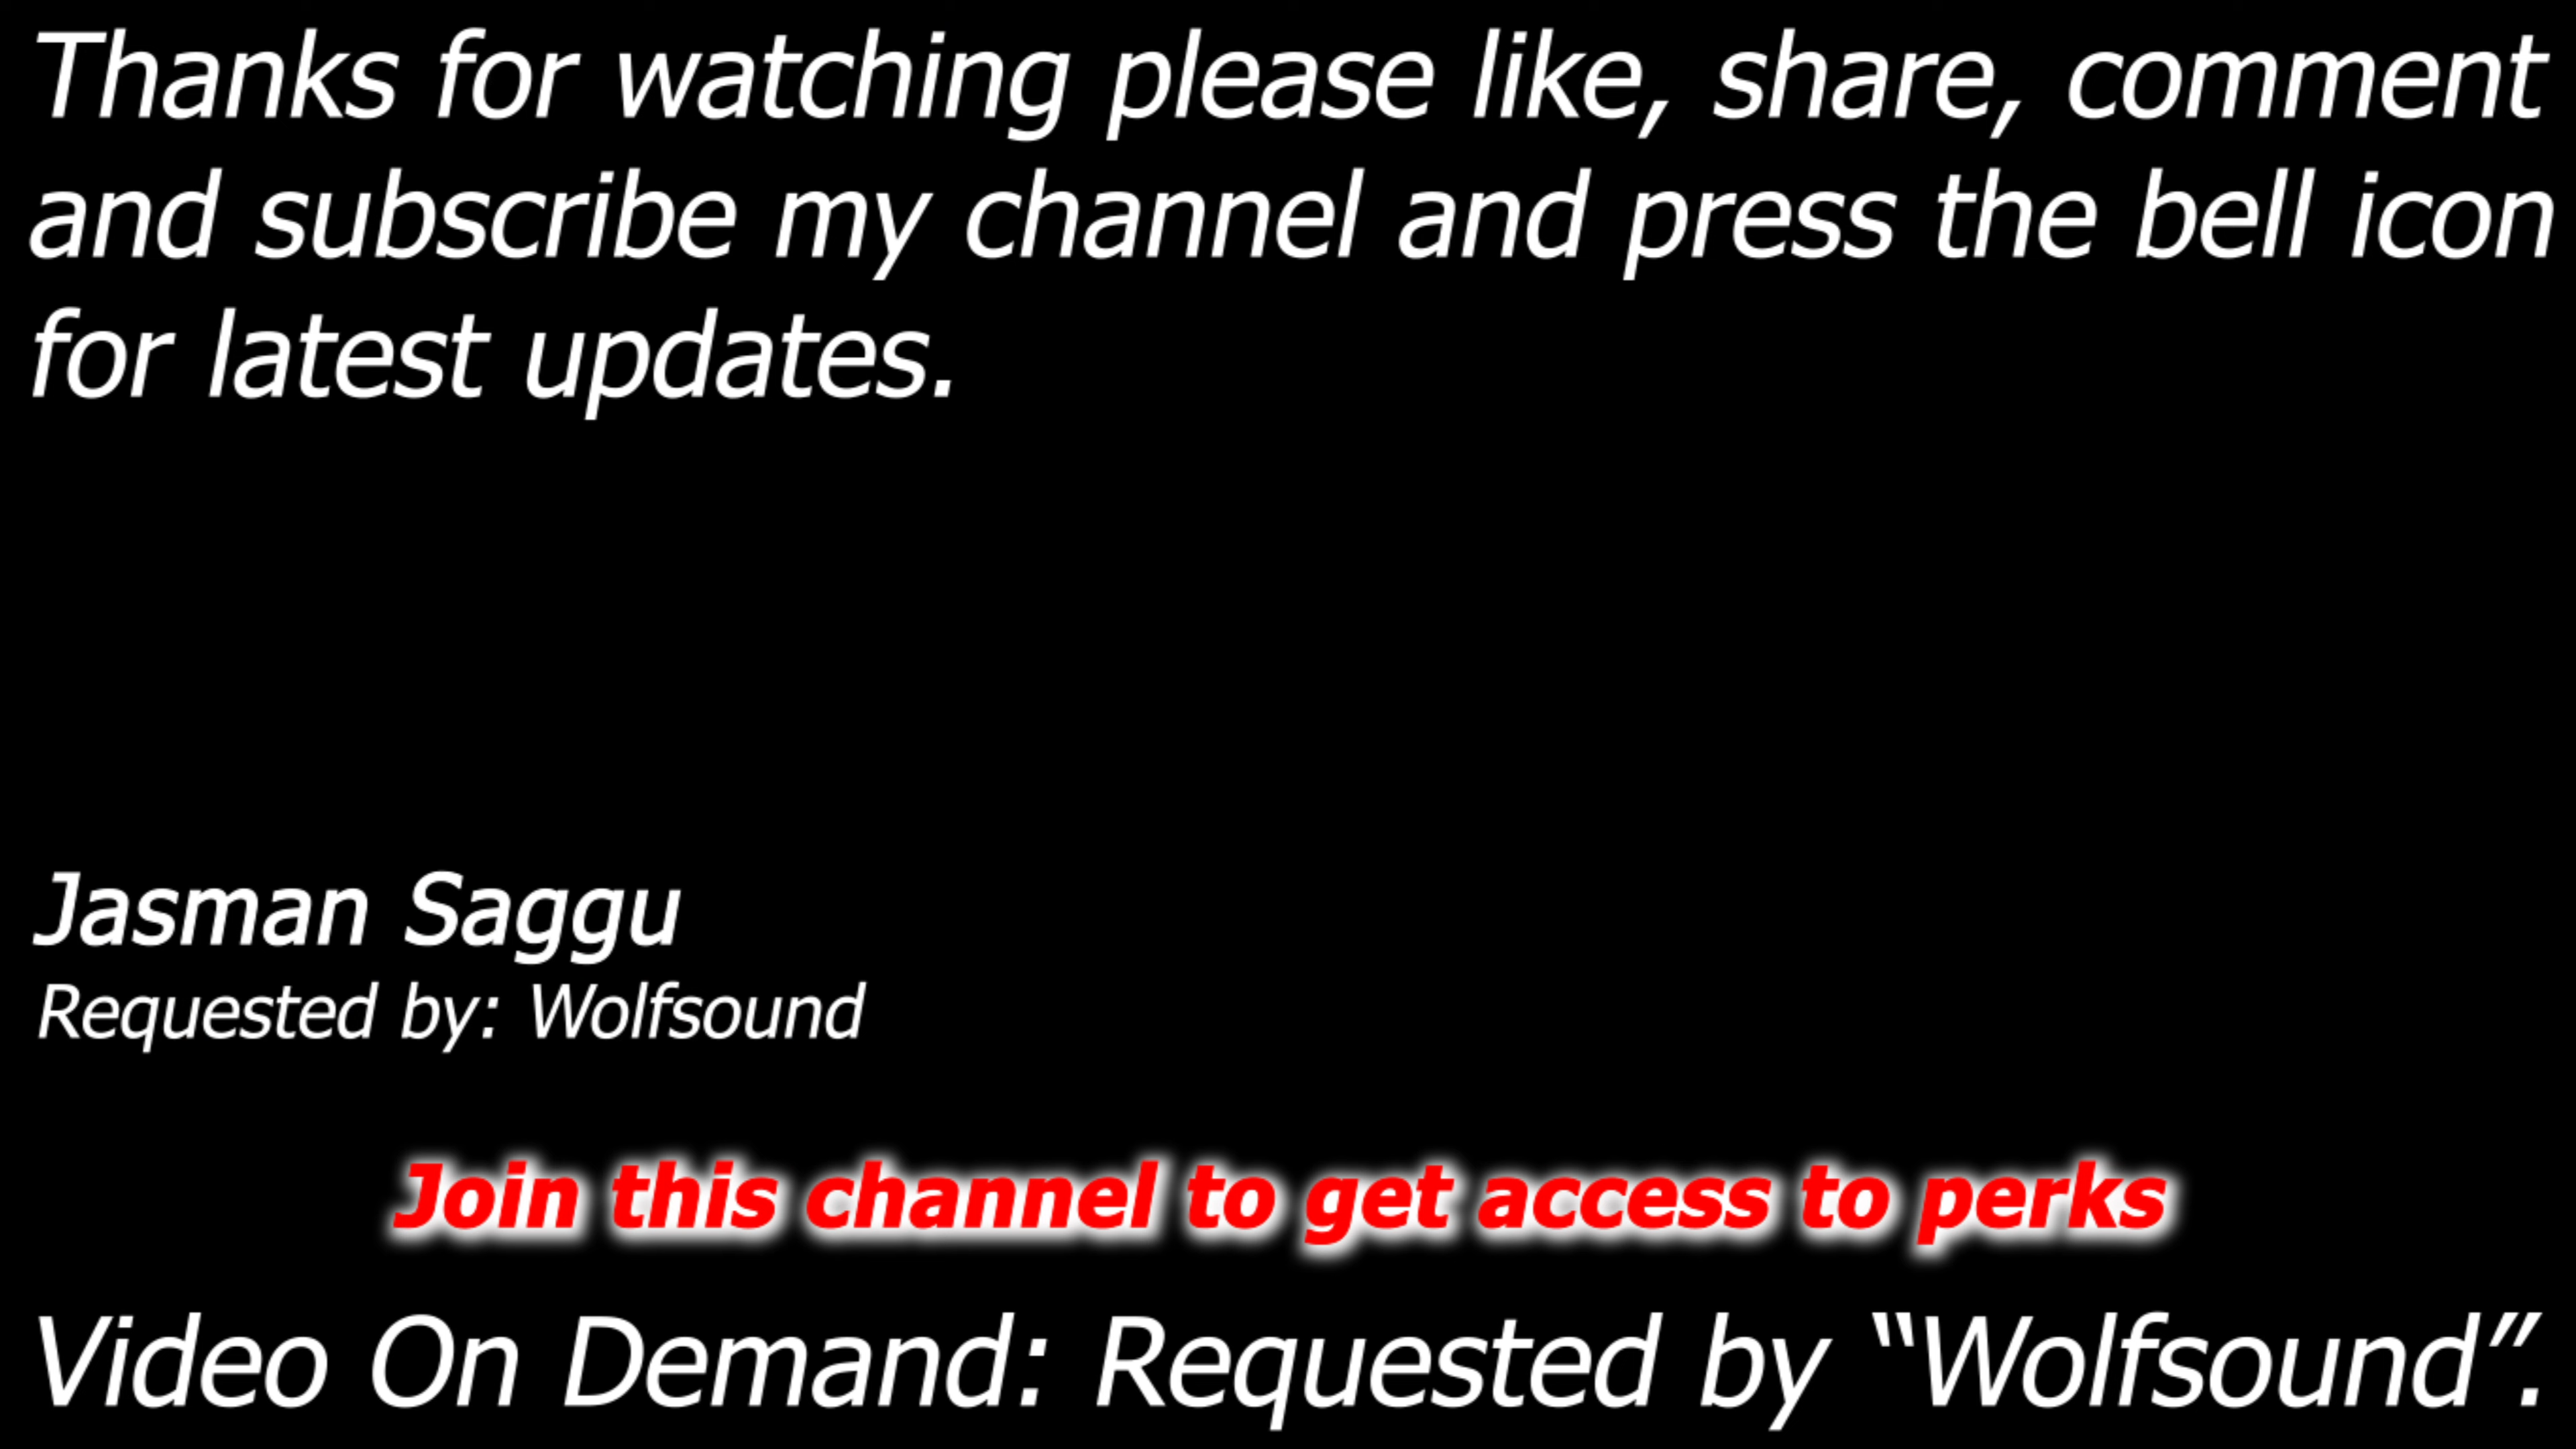 Thanks for watching please like, share, comment
and subscribe my channel and press the bell icon
for latest updates.
Jasman Saggu
Requested by: Wolfsound
Join this channel to get access to perks
Video On Demand: Requested by “Wolfsound”.